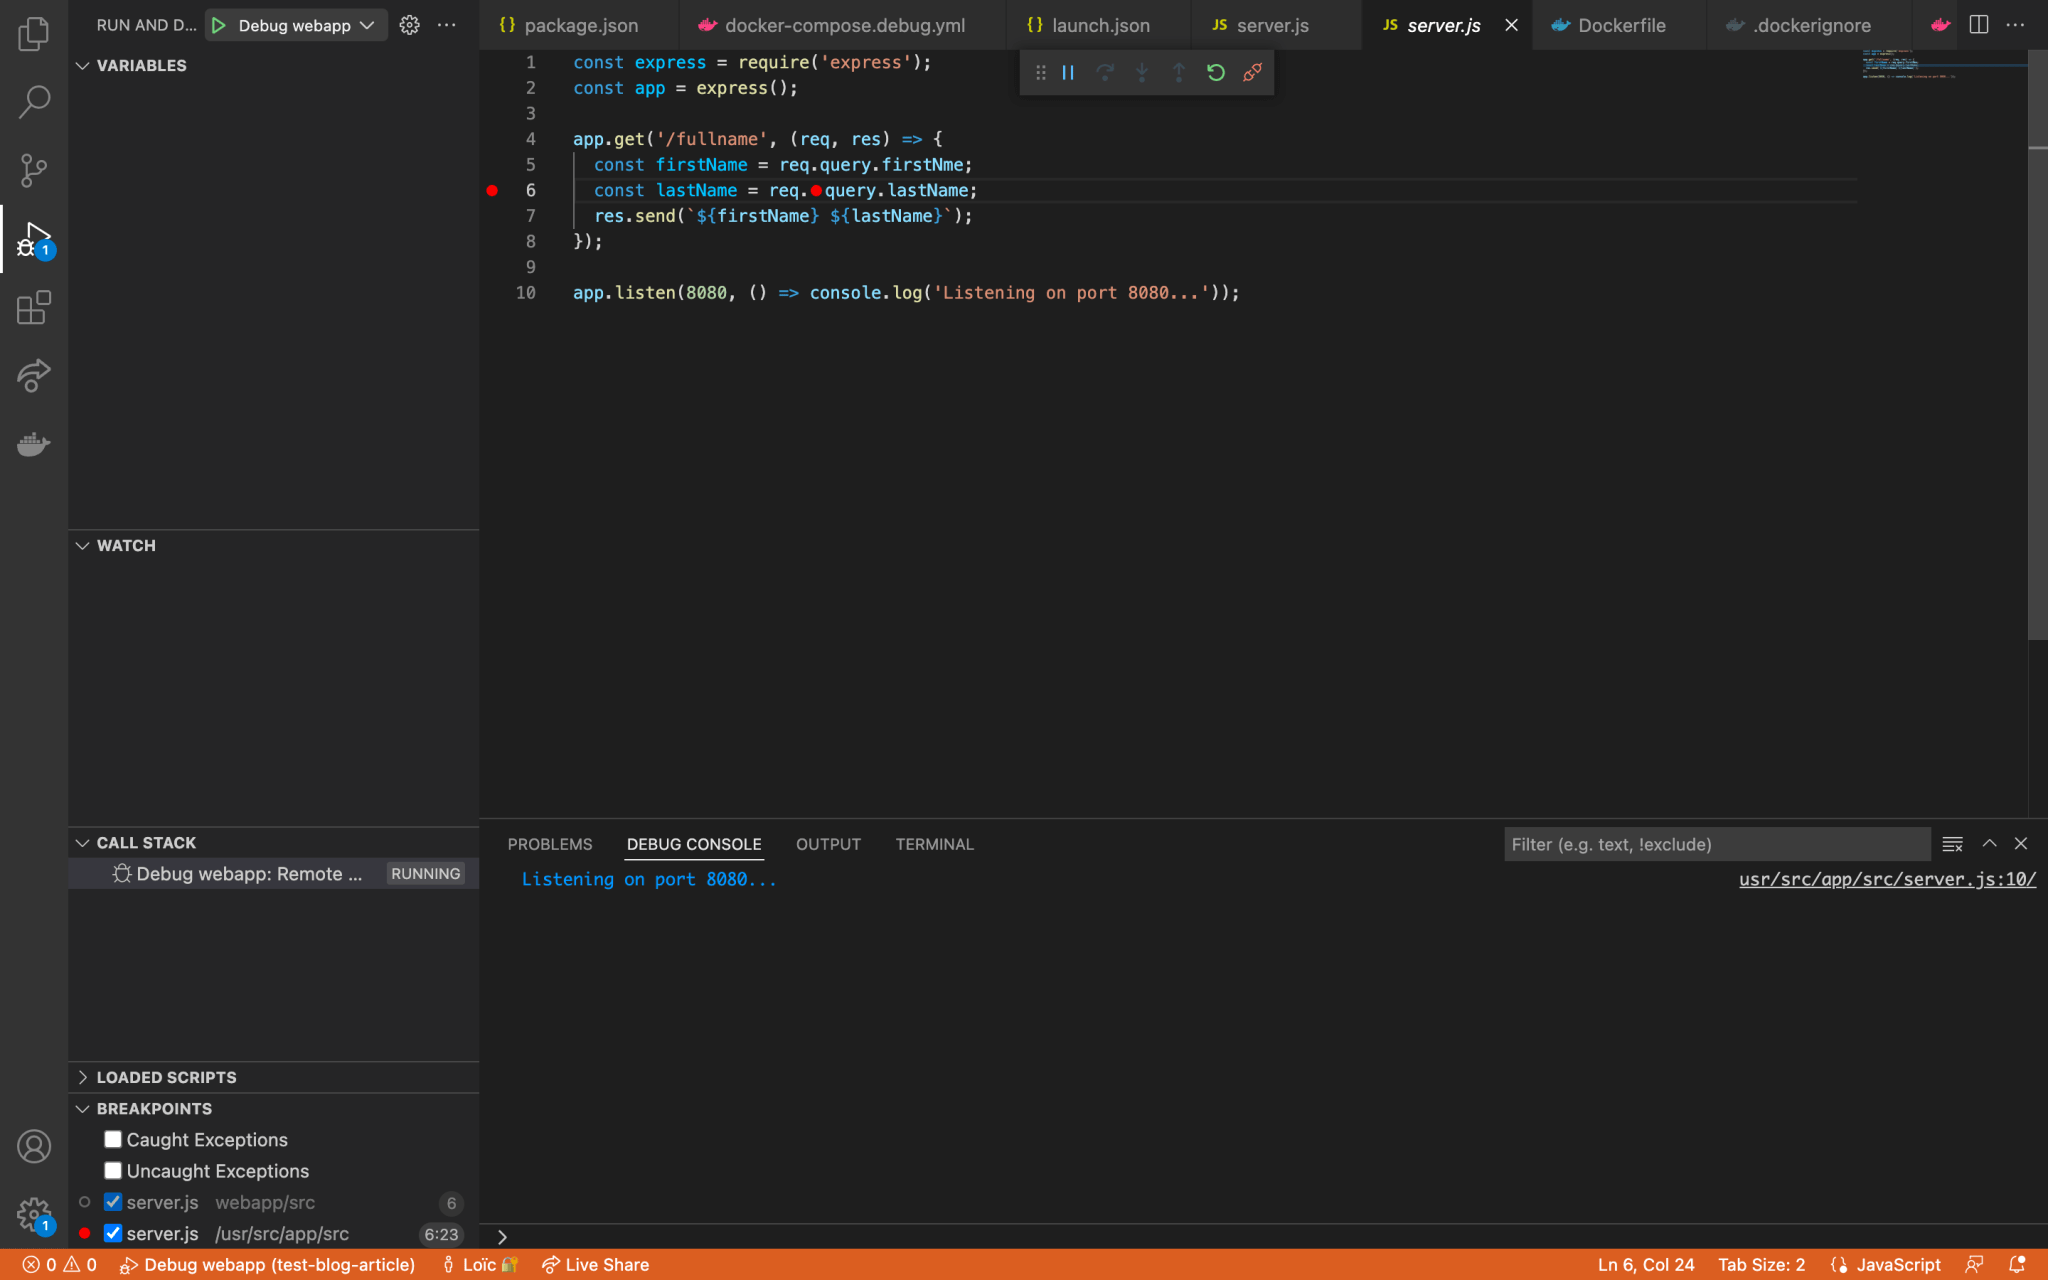 RUN AND D... Debug webapp
package.json docker-compose.debug.yml launch.json JS server.js JS server.js Dockerfile .dockerignore
VARIABLES
WATCH
CALL STACK
Debug webapp: Remote ... RUNNING
LOADED SCRIPTS
BREAKPOINTS
Caught Exceptions
Uncaught Exceptions
server.js webapp/src 6
server.js /usr/src/app/src 6:23
1
1
1 const express = require('express');
2 const app = express();
3
4 app.get('/fullname', (req, res) => {
5 const firstName = req.query.firstNme;
6 const lastName = req.query.lastName;
7 res.send(`${firstName} ${lastName}`);
8 });
9
10 app.listen(8080, () => console.log('Listening on port 8080...'));
PROBLEMS DEBUG CONSOLE OUTPUT TERMINAL Filter (e.g. text, !exclude)
Listening on port 8080... usr/src/app/src/server.js:10/
0 0 Debug webapp (test-blog-article) Loïc Live Share Ln 6, Col 24 Tab Size: 2 JavaScript